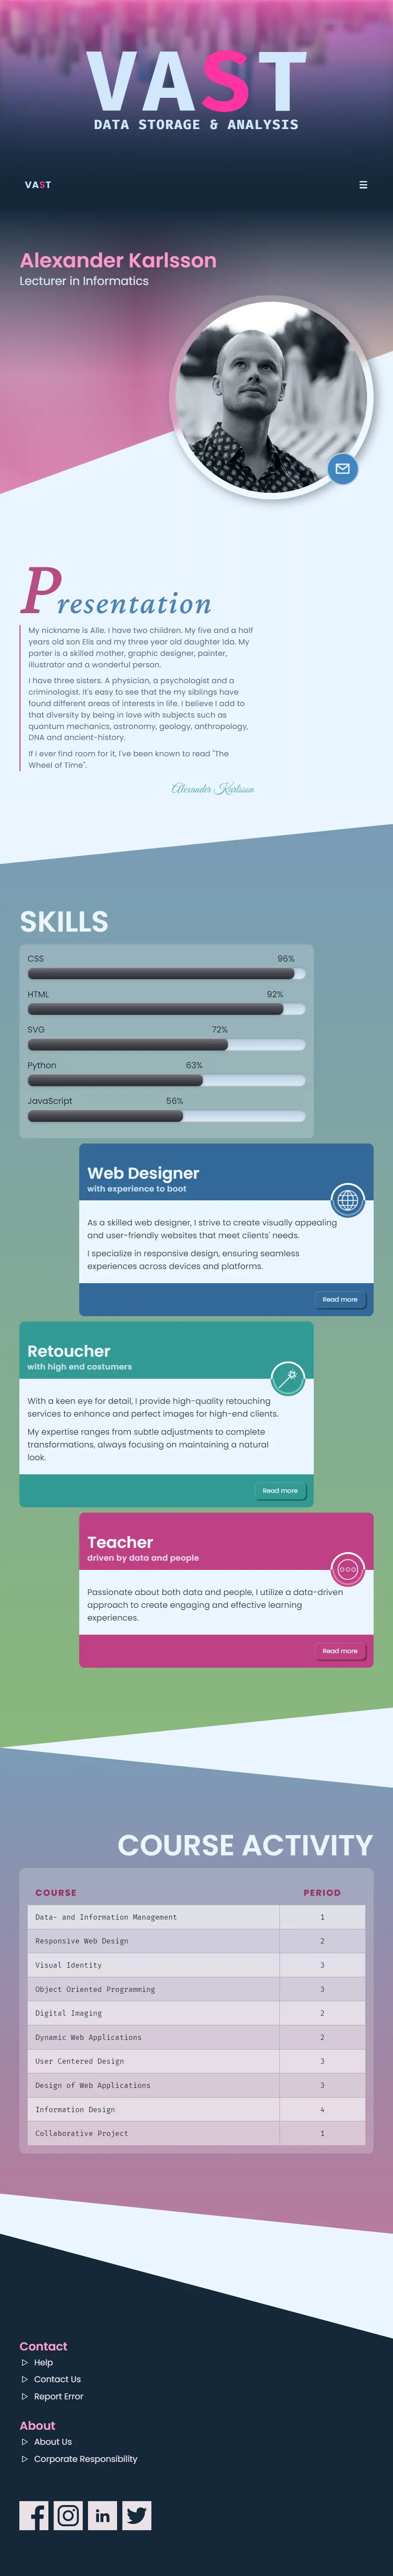 VAST
DATA STORAGE & ANALYSIS
VAST
Alexander Karlsson
Lecturer in Informatics
Presentation
My nickname is Alle. I have two children. My five and a half
years old son Elis and my three year old daughter Ida. My
parter is a skilled mother, graphic designer, painter,
illustrator and a wonderful person.
I have three sisters. A physician, a psychologist and a
criminologist. It's easy to see that the my siblings have
found different areas of interests in life. I believe I add to
that diversity by being in love with subjects such as
quantum mechanics, astronomy, geology, anthropology,
DNA and ancient-history.
If I ever find room for it, I've been known to read "The
Wheel of Time".
Alexander Karlsson
SKILLS
CSS 96%
HTML 92%
SVG 72%
Python 63%
JavaScript 56%
Web Designer
with experience to boot
As a skilled web designer, I strive to create visually appealing
and user-friendly websites that meet clients' needs.
I specialize in responsive design, ensuring seamless
experiences across devices and platforms.
Read more
Retoucher
with high end costumers
With a keen eye for detail, I provide high-quality retouching
services to enhance and perfect images for high-end clients.
My expertise ranges from subtle adjustments to complete
transformations, always focusing on maintaining a natural
look.
Read more
Teacher
driven by data and people
Passionate about both data and people, I utilize a data-driven
approach to create engaging and effective learning
experiences.
Read more
COURSE ACTIVITY
COURSE PERIOD
Data- and Information Management 1
Responsive Web Design 2
Visual Identity 3
Object Oriented Programming 3
Digital Imaging 2
Dynamic Web Applications 2
User Centered Design 3
Design of Web Applications 3
Information Design 4
Collaborative Project 1
Contact
Help
Contact Us
Report Error
About
About Us
Corporate Responsibility